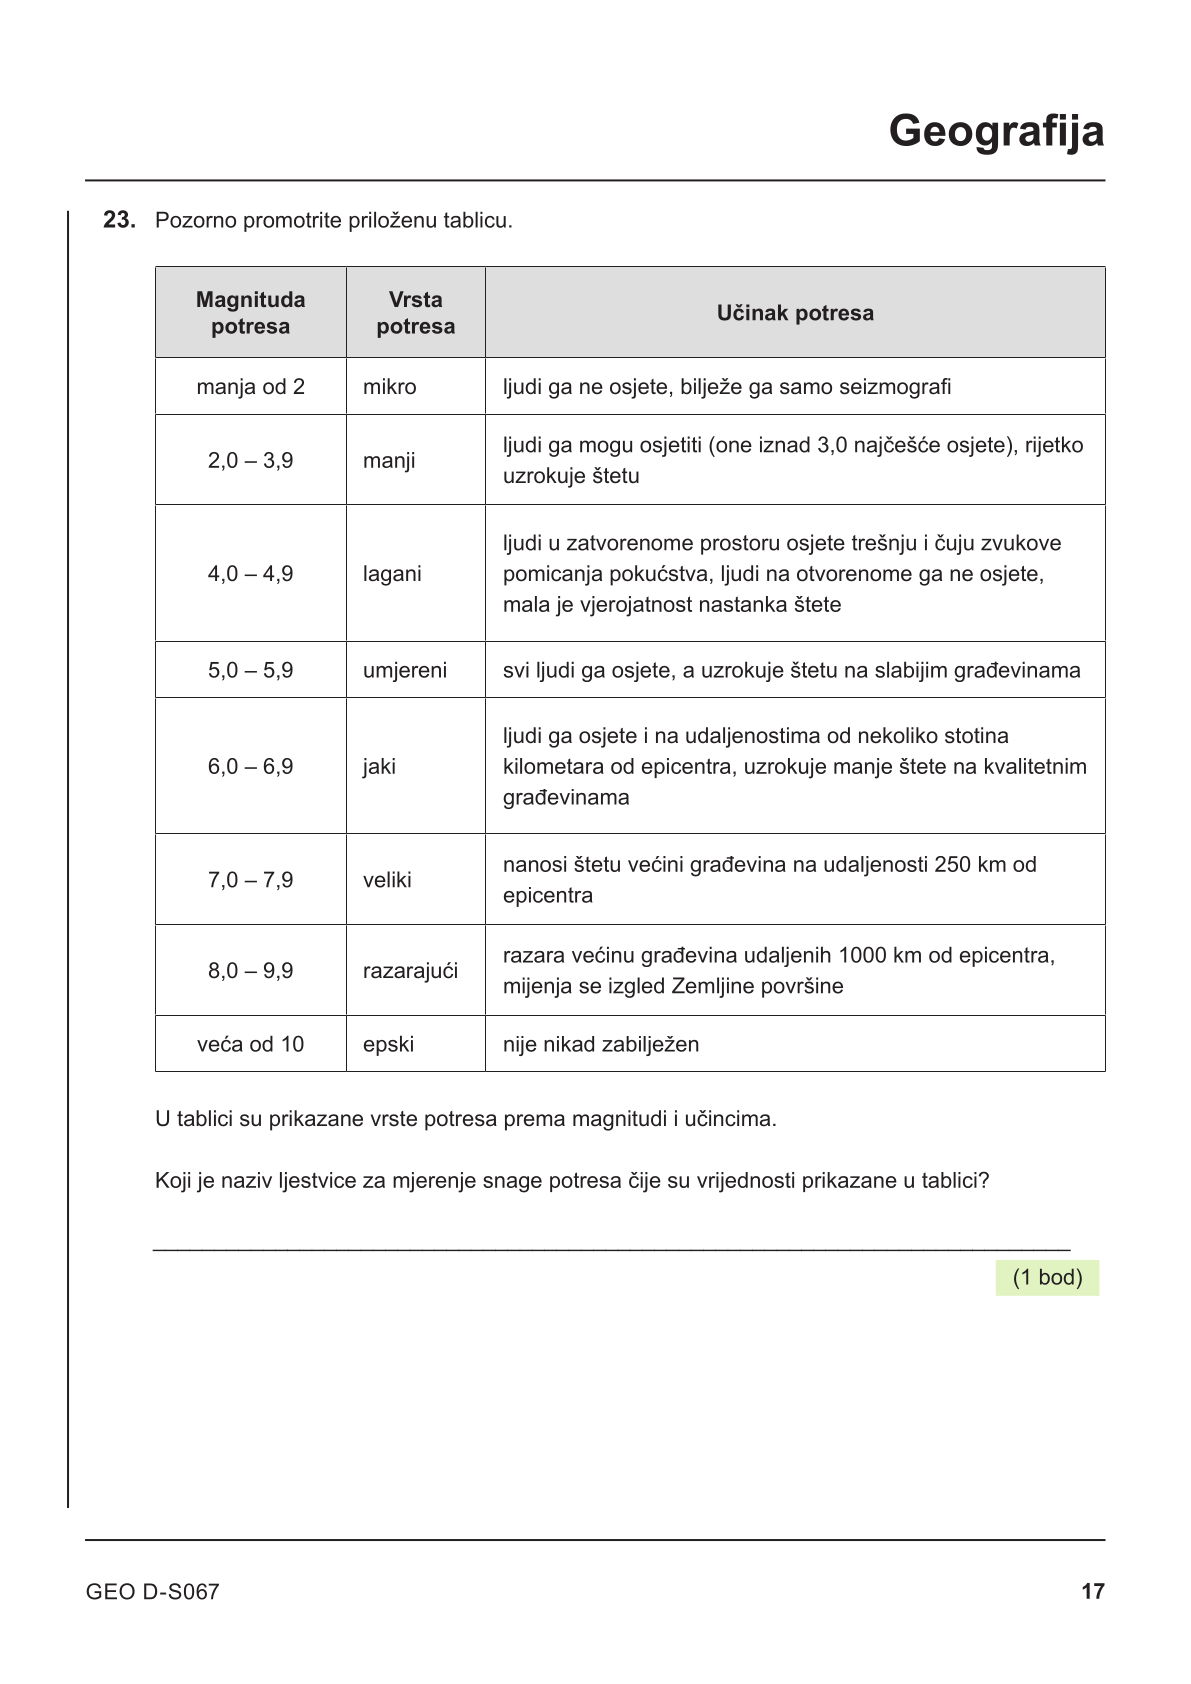 Geografija
23. Pozorno promotrite priloženu tablicu.
Magnituda potresa
Vrsta potresa
Učinak potresa
manja od 2
mikro
ljudi ga ne osjete, bilježe ga samo seizmografi
2,0 – 3,9
manji
ljudi ga mogu osjetiti (one iznad 3,0 najčešće osjete), rijetko
uzrokuje štetu
4,0 – 4,9
lagani
ljudi u zatvorenome prostoru osjete trešnju i čuju zvukove
pomicanja pokućstva, ljudi na otvorenome ga ne osjete,
mala je vjerojatnost nastanka štete
5,0 – 5,9
umjereni
svi ljudi ga osjete, a uzrokuje štetu na slabijim građevinama
6,0 – 6,9
jaki
ljudi ga osjete i na udaljenostima od nekoliko stotina
kilometara od epicentra, uzrokuje manje štete na kvalitetnim
građevinama
7,0 – 7,9
veliki
nanosi štetu većini građevina na udaljenosti 250 km od
epicentra
8,0 – 9,9
razarajući
razara većinu građevina udaljenih 1000 km od epicentra,
mijenja se izgled Zemljine površine
veća od 10
epski
nije nikad zabilježen
U tablici su prikazane vrste potresa prema magnitudi i učincima.
Koji je naziv ljestvice za mjerenje snage potresa čije su vrijednosti prikazane u tablici?
(1 bod)
GEO D-S067
17